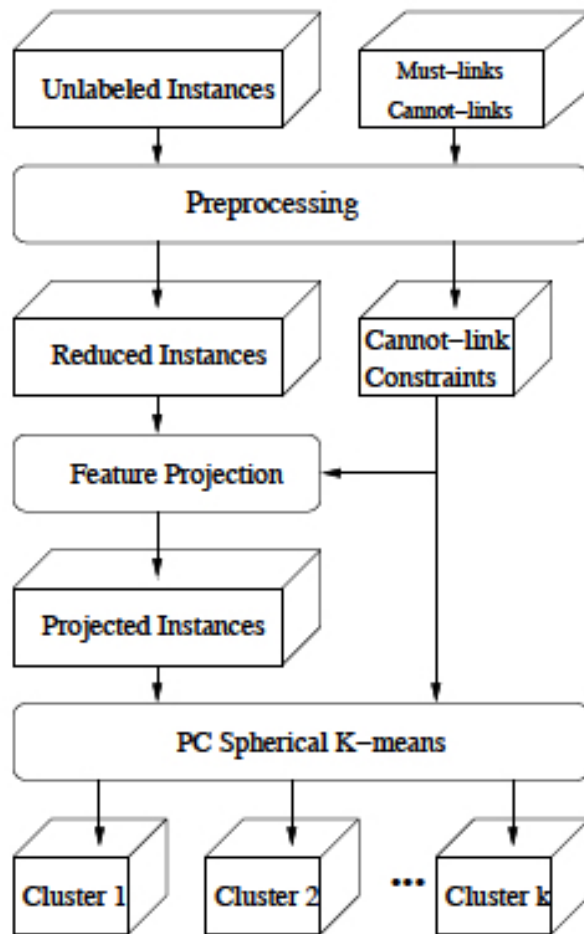 Unlabeled Instances
Must–links
Cannot–links
Preprocessing
Reduced Instances
Cannot–link
Constraints
Feature Projection
Projected Instances
PC Spherical K–means
Cluster 1
Cluster 2
•••
Cluster k